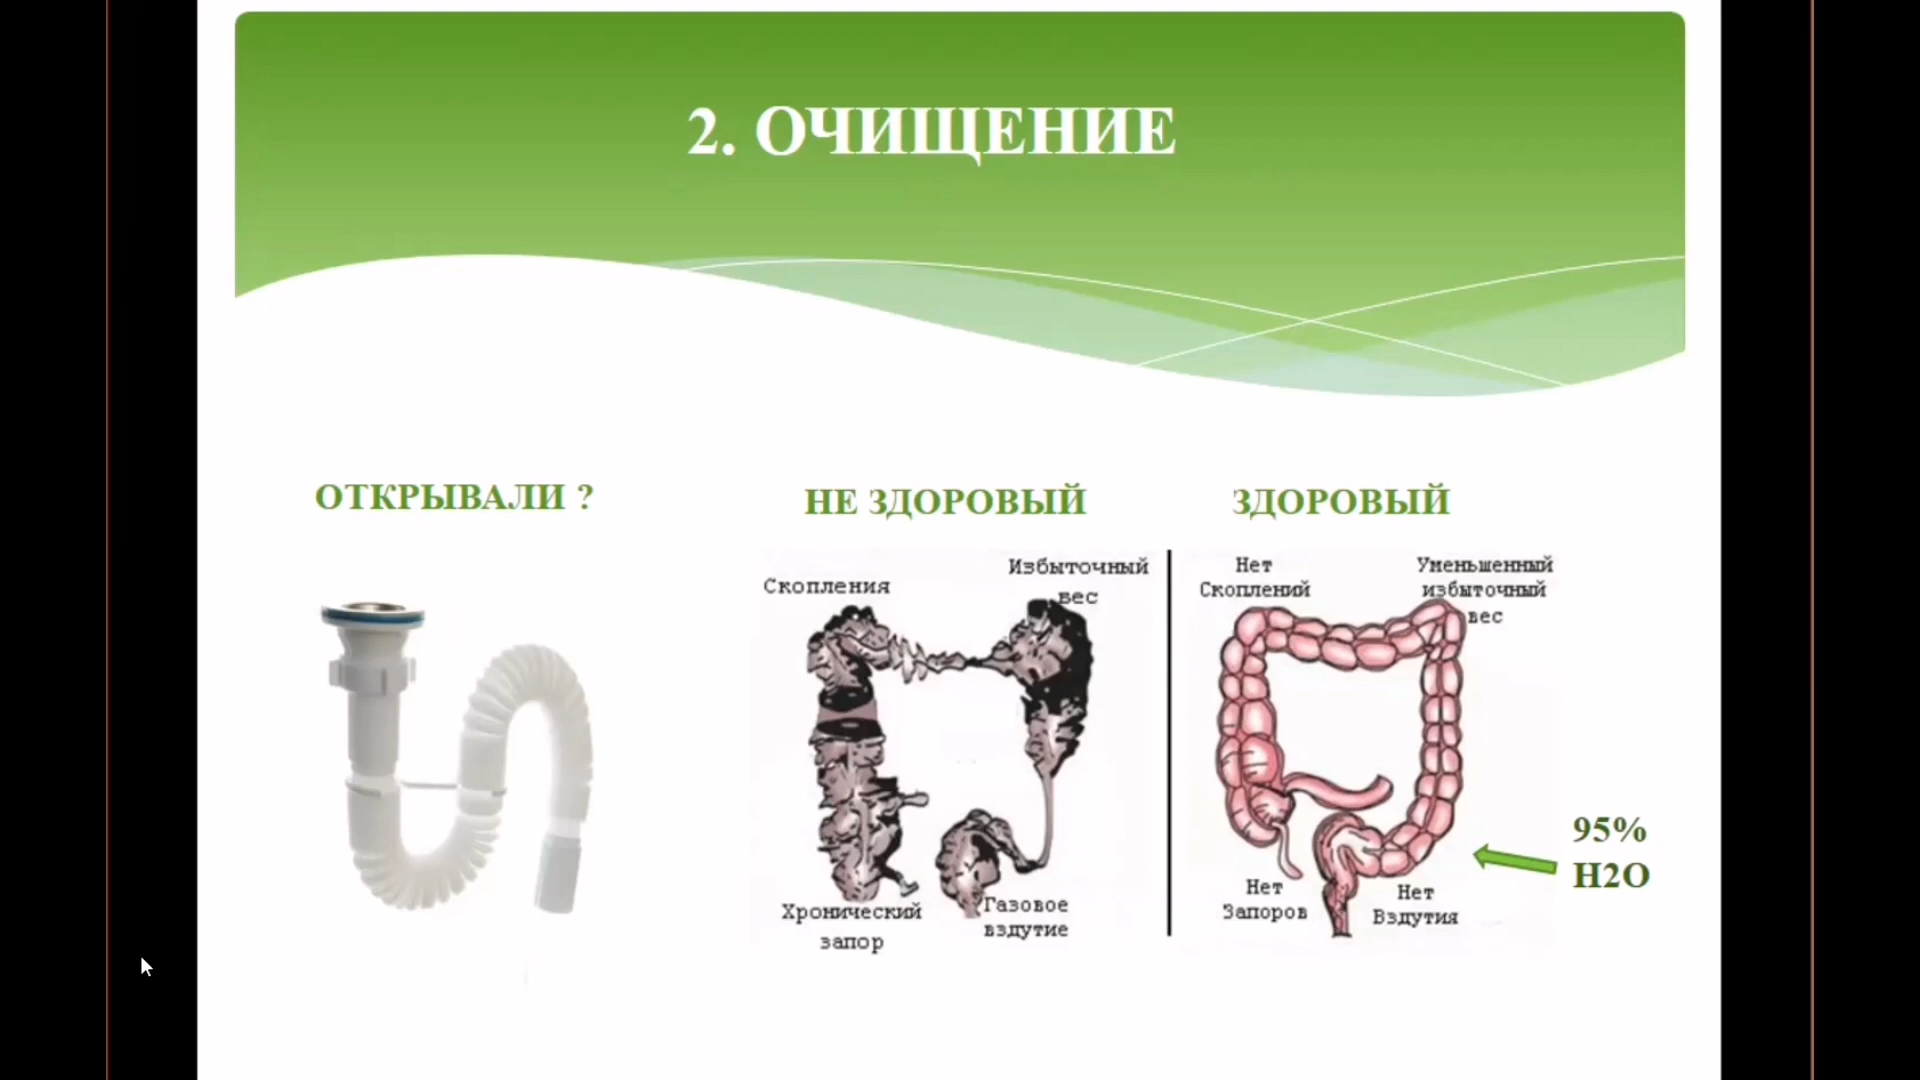 2. ОЧИЩЕНИЕ
ОТКРЫВАЛИ ?
НЕ ЗДОРОВЫЙ
ЗДОРОВЫЙ
Скопления
Избыточный
вес
Хронический
запор
Газовое
вздутие
Нет
Скоплений
Уменьшенный
избыточный
вес
Нет
Запоров
Нет
Вздутия
95%
H2O